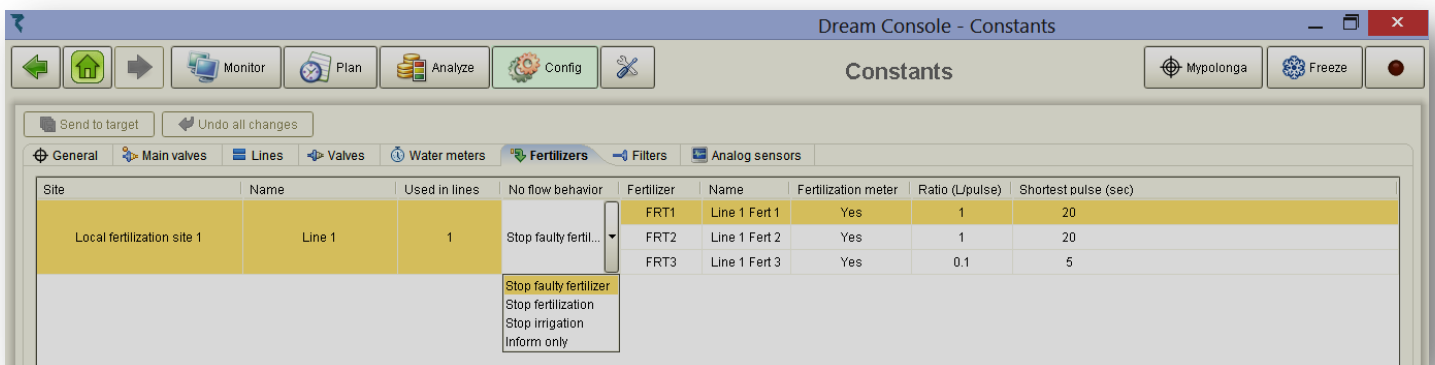 Dream Console - Constants
Monitor Plan Analyze Config Constants Mypolonga Freeze
Send to target Undo all changes
General Main valves Lines Valves Water meters Fertilizers Filters Analog sensors
Site Name Used in lines No flow behavior Fertilizer Name Fertilization meter Ratio (L/pulse) Shortest pulse (sec)
FRT1 Line 1 Fert 1 Yes 1 20
Local fertilization site 1 Line 1 1 Stop faulty fertil... FRT2 Line 1 Fert 2 Yes 1 20
FRT3 Line 1 Fert 3 Yes 0.1 5
Stop faulty fertilizer
Stop fertilization
Stop irrigation
Inform only